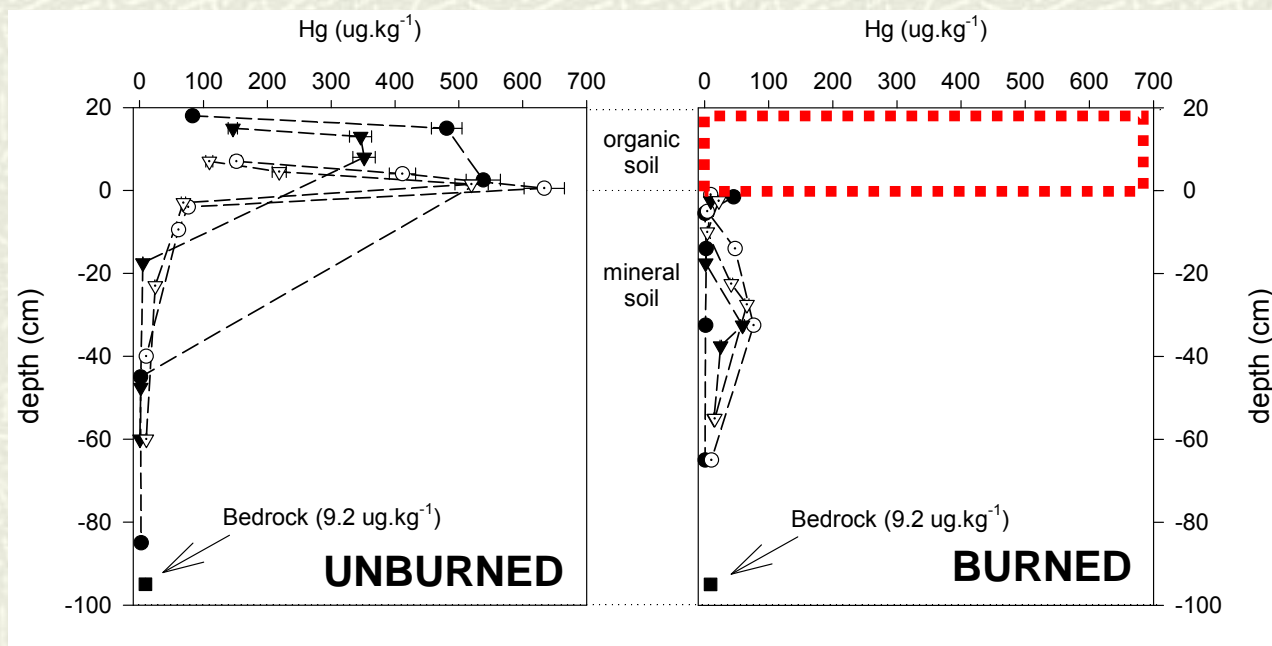 Hg (ug.kg⁻¹)
Hg (ug.kg⁻¹)
0 100 200 300 400 500 600 700
0 100 200 300 400 500 600 700
20
0
-20
-40
-60
-80
-100
depth (cm)
organic
soil
mineral
soil
20
0
-20
-40
-60
-80
-100
depth (cm)
Bedrock (9.2 ug.kg⁻¹)
UNBURNED
Bedrock (9.2 ug.kg⁻¹)
BURNED